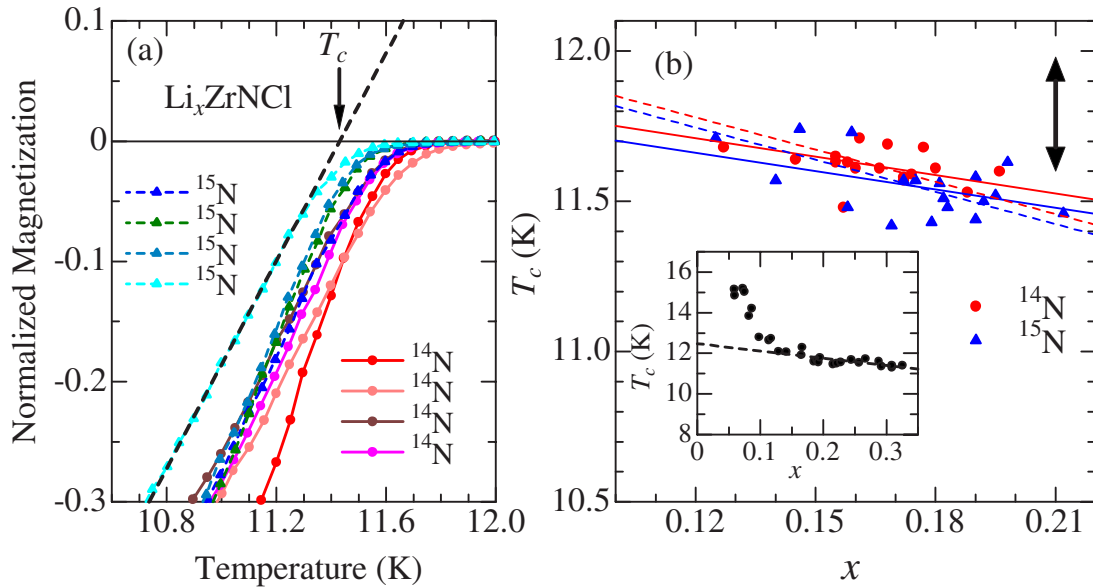 (a)
T_c
Li_xZrNCl
0.1
0
-0.1
-0.2
-0.3
Normalized Magnetization
¹⁵N
¹⁵N
¹⁵N
¹⁵N
¹⁴N
¹⁴N
¹⁴N
¹⁴N
10.8
11.2
11.6
12.0
Temperature (K)
(b)
12.0
11.5
11.0
10.5
T_c (K)
¹⁴N
¹⁵N
16
14
12
11
10
8
T_c (K)
0
0.1
0.2
0.3
x
0.12
0.15
0.18
0.21
x